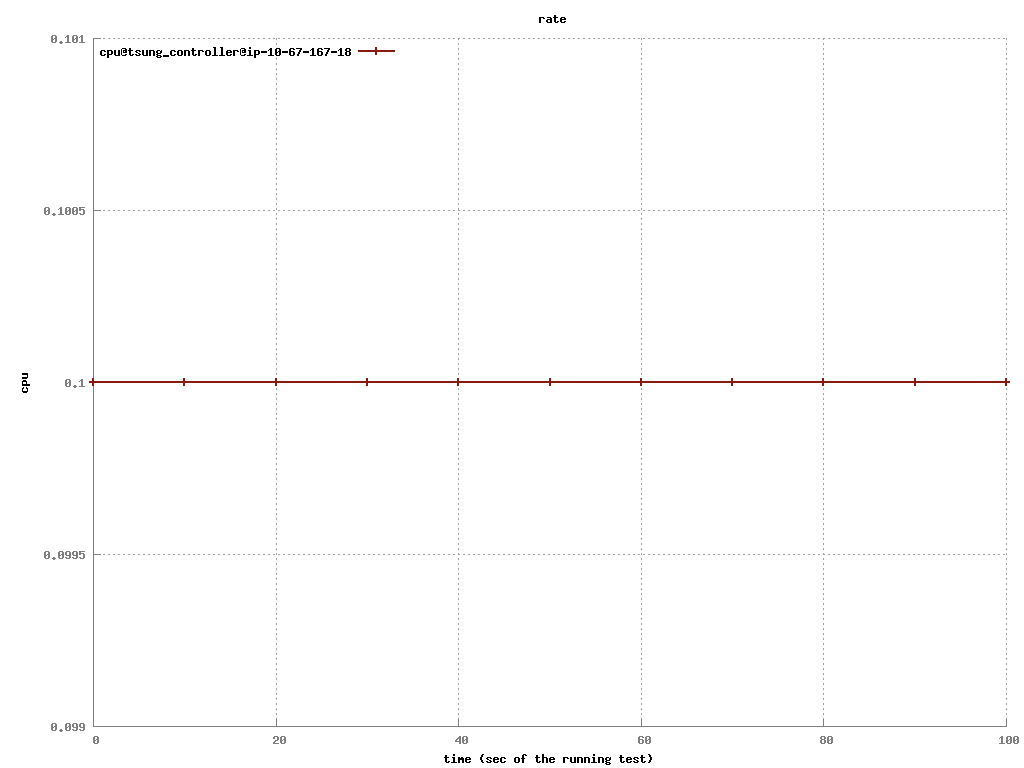 rate
0.101
cpu@tsung_controller@ip-10-67-167-18
0.1005
cpu
0.1
0.0995
0.099
0 20 40 60 80 100
time (sec of the running test)